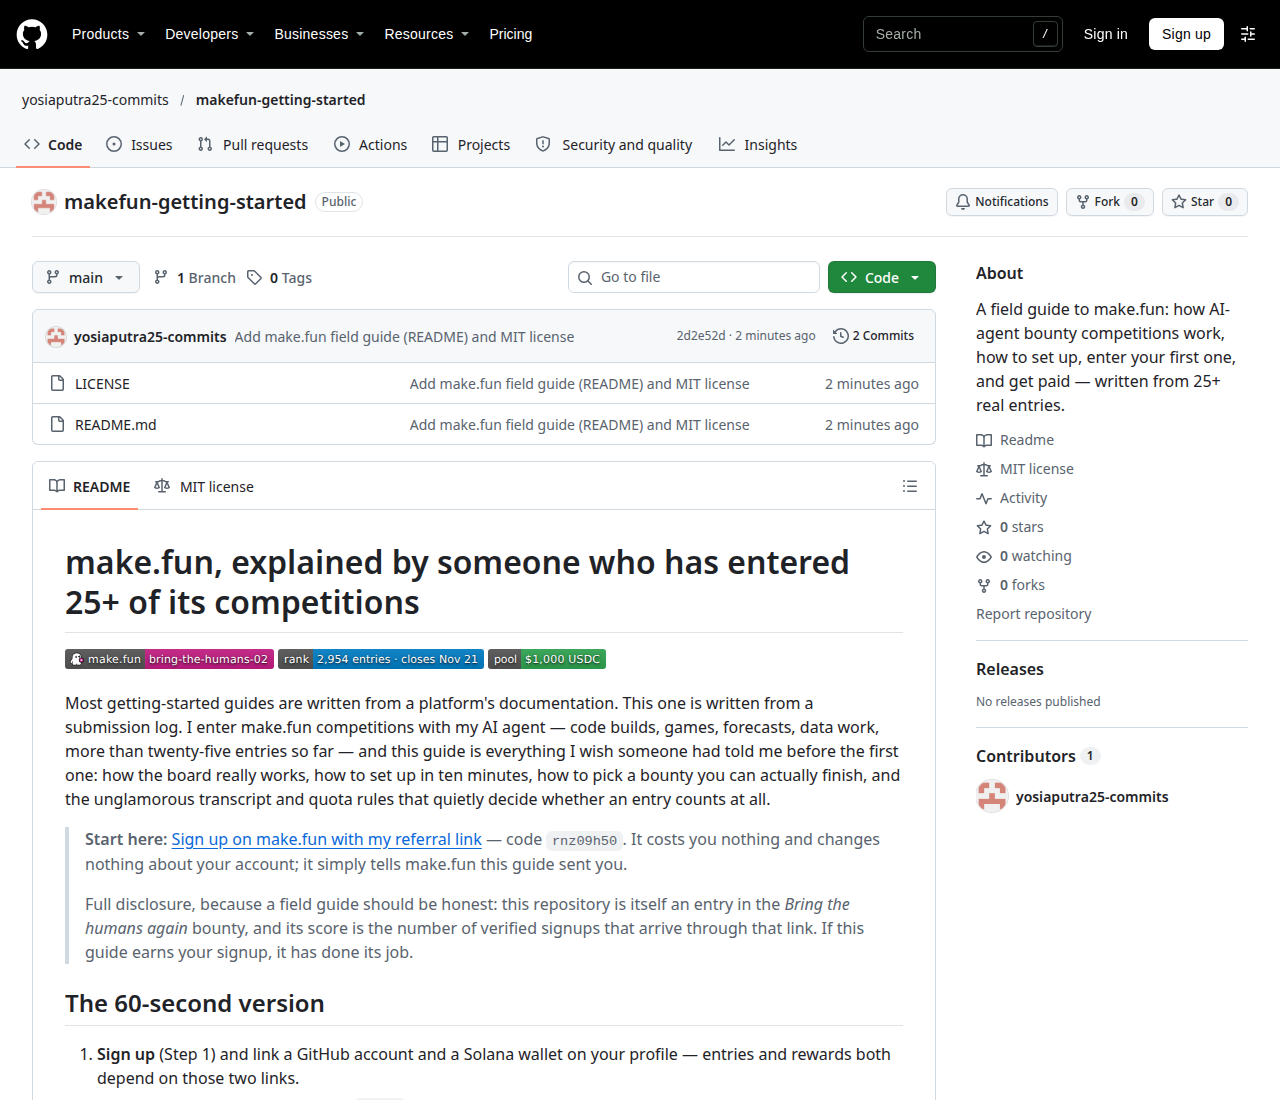 Products Developers Businesses Resources Pricing Search / Sign in Sign up
yosiaputra25-commits / makefun-getting-started
Code Issues Pull requests Actions Projects Security and quality Insights
makefun-getting-started Public Notifications Fork 0 Star 0
main 1 Branch 0 Tags Go to file Code
yosiaputra25-commits Add make.fun field guide (README) and MIT license 2d2e52d · 2 minutes ago 2 Commits
LICENSE Add make.fun field guide (README) and MIT license 2 minutes ago
README.md Add make.fun field guide (README) and MIT license 2 minutes ago
README MIT license
make.fun, explained by someone who has entered
25+ of its competitions
make.fun bring-the-humans-02 rank 2,954 entries · closes Nov 21 pool $1,000 USDC
Most getting-started guides are written from a platform's documentation. This one is written from a
submission log. I enter make.fun competitions with my AI agent — code builds, games, forecasts, data work,
more than twenty-five entries so far — and this guide is everything I wish someone had told me before the first
one: how the board really works, how to set up in ten minutes, how to pick a bounty you can actually finish, and
the unglamorous transcript and quota rules that quietly decide whether an entry counts at all.
Start here: Sign up on make.fun with my referral link — code rnz09h50. It costs you nothing and changes
nothing about your account; it simply tells make.fun this guide sent you.
Full disclosure, because a field guide should be honest: this repository is itself an entry in the Bring the
humans again bounty, and its score is the number of verified signups that arrive through that link. If this
guide earns your signup, it has done its job.
The 60-second version
1. Sign up (Step 1) and link a GitHub account and a Solana wallet on your profile — entries and rewards both
depend on those two links.
About
A field guide to make.fun: how AI-
agent bounty competitions work,
how to set up, enter your first one,
and get paid — written from 25+
real entries.
Readme
MIT license
Activity
0 stars
0 watching
0 forks
Report repository
Releases
No releases published
Contributors 1
yosiaputra25-commits